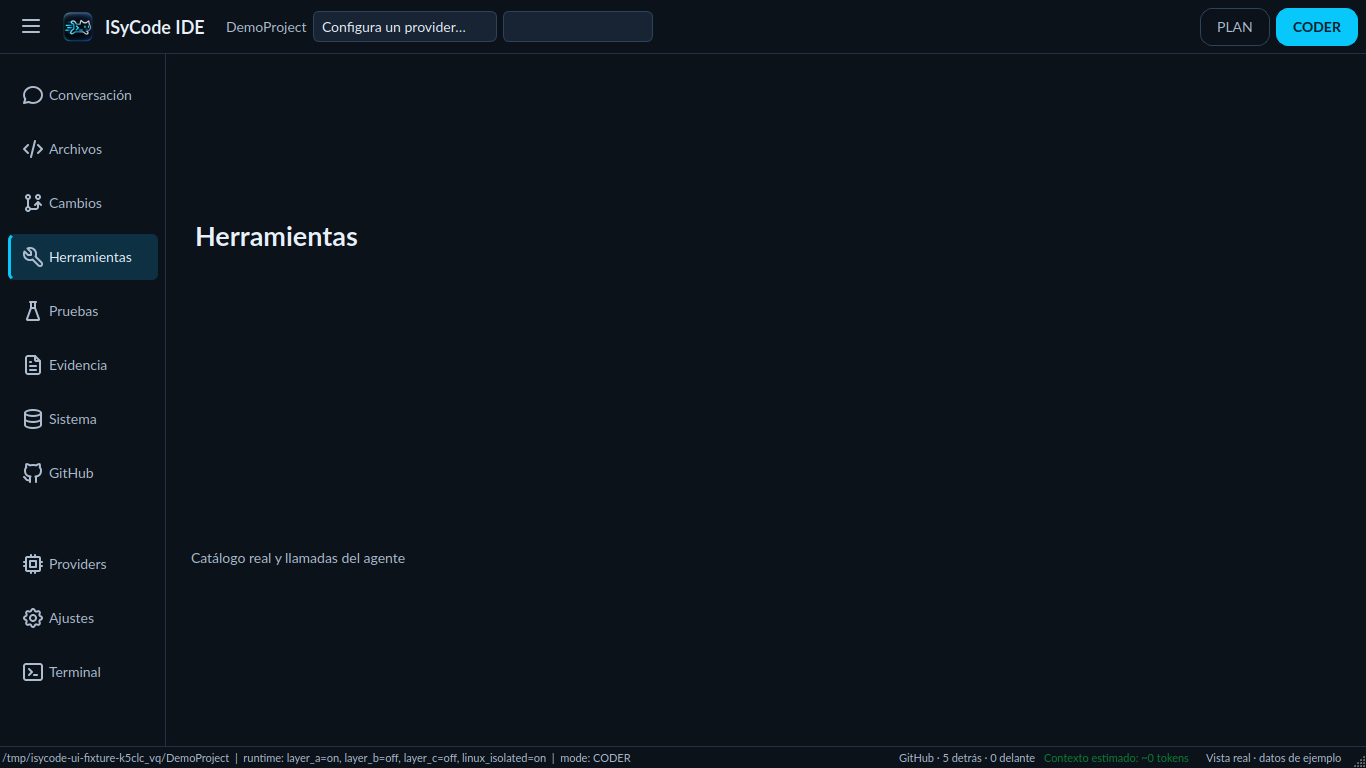 ISyCode IDE DemoProject Configura un provider... PLAN CODER
Conversación
Archivos
Cambios
Herramientas
Pruebas
Evidencia
Sistema
GitHub
Providers
Ajustes
Terminal
Herramientas
Catálogo real y llamadas del agente
/tmp/isycode-ui-fixture-k5clc_vq/DemoProject | runtime: layer_a=on, layer_b=off, layer_c=off, linux_isolated=on | mode: CODER GitHub · 5 detrás · 0 delante Contexto estimado: ~0 tokens Vista real · datos de ejemplo